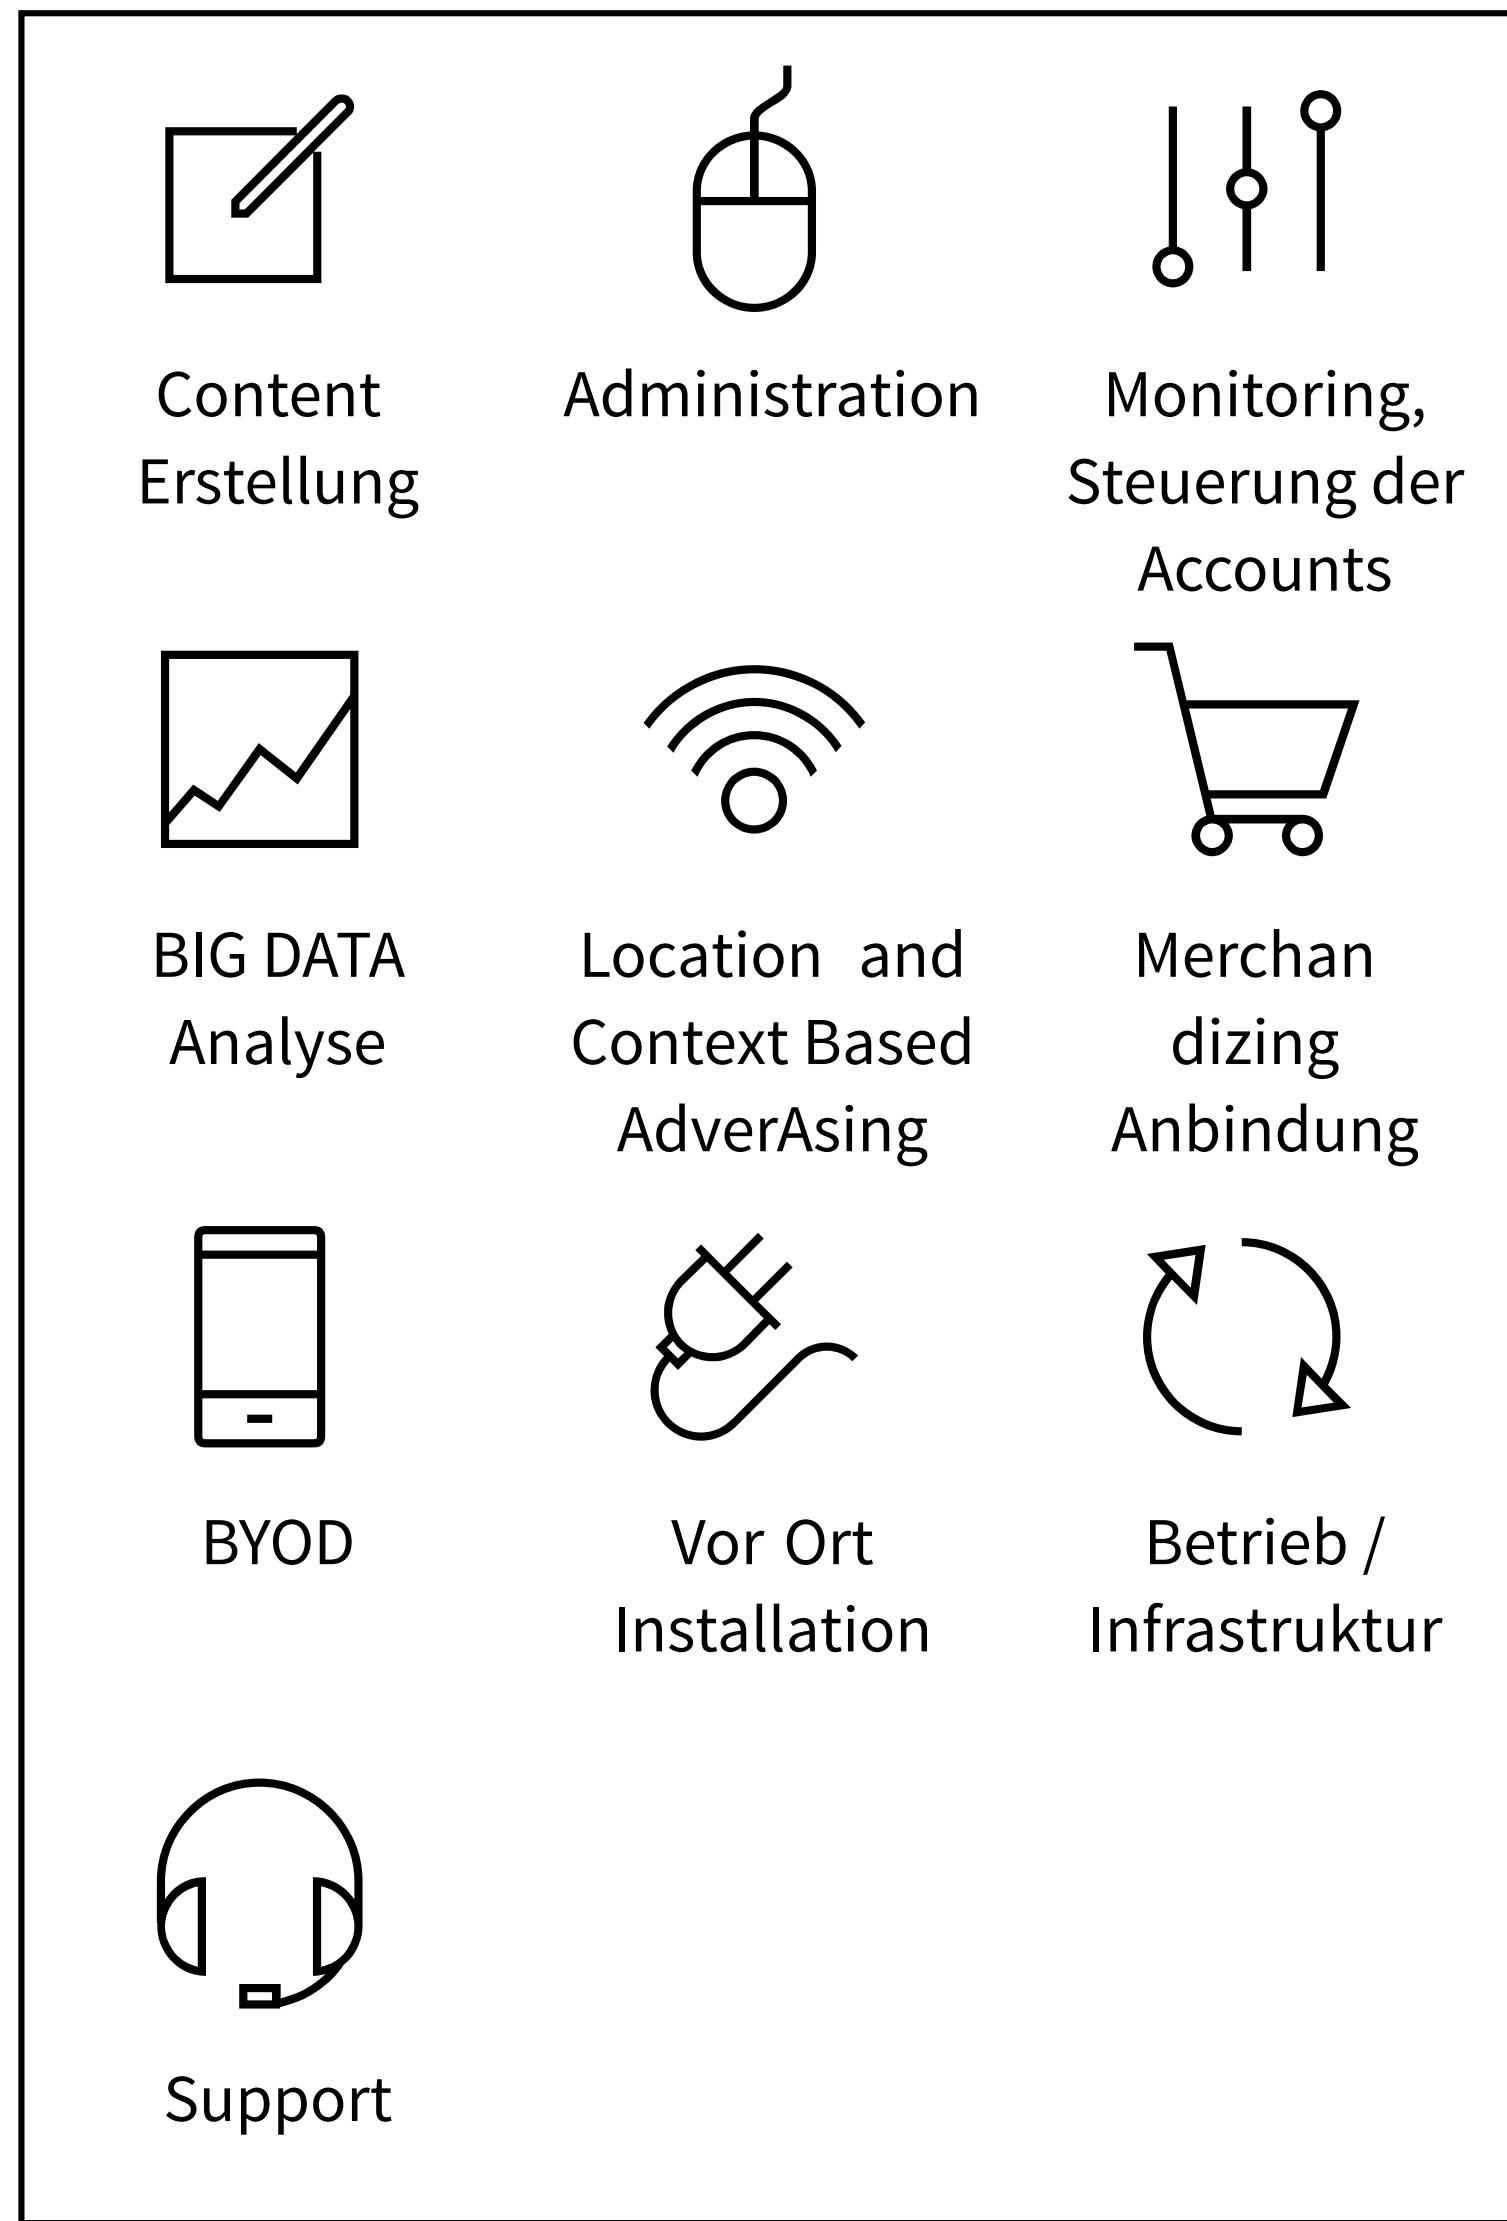 Content
Erstellung
Administration
Monitoring,
Steuerung der
Accounts
BIG DATA
Analyse
Location and
Context Based
AdverAsing
Merchan
dizing
Anbindung
BYOD
Vor Ort
Installation
Betrieb /
Infrastruktur
Support